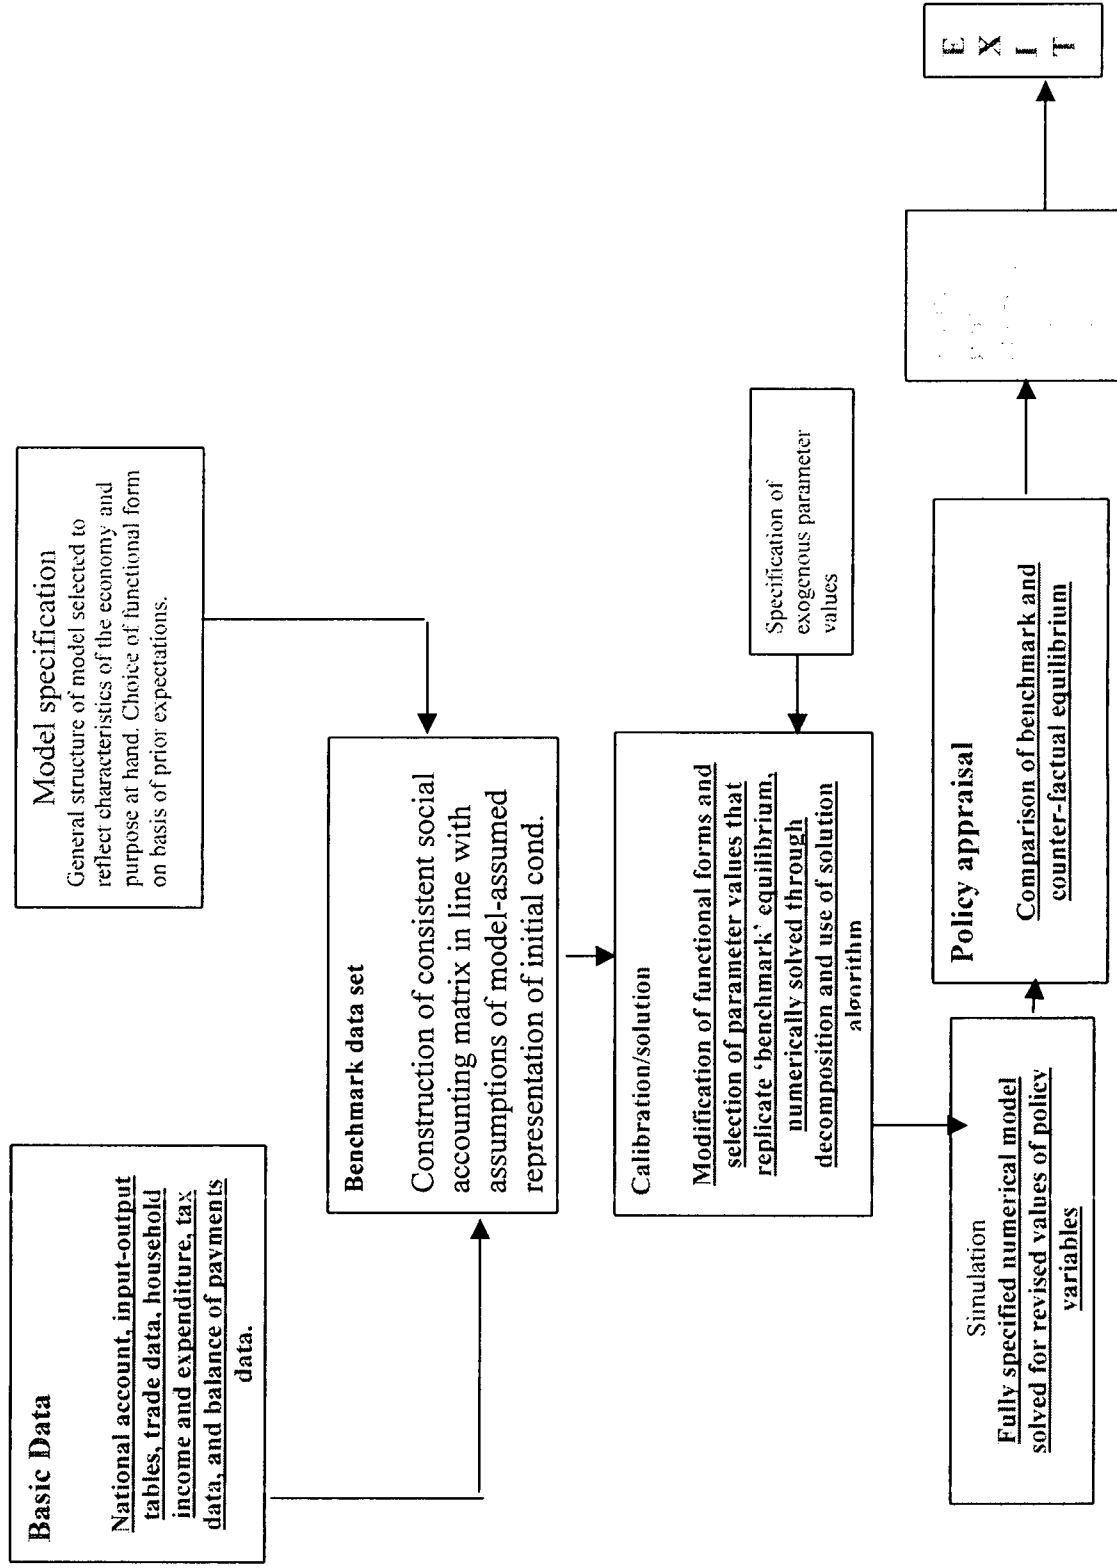 Basic Data
National account, input-output
tables, trade data, household
income and expenditure, tax
data, and balance of payments
data.
Model specification
General structure of model selected to
reflect characteristics of the economy and
purpose at hand. Choice of functional form
on basis of prior expectations.
Benchmark data set
Construction of consistent social
accounting matrix in line with
assumptions of model-assumed
representation of initial cond.
Calibration/solution
Modification of functional forms and
selection of parameter values that
replicate ‘benchmark’ equilibrium,
numerically solved through
decomposition and use of solution
algorithm
Specification of
exogenous parameter
values
Simulation
Fully specified numerical model
solved for revised values of policy
variables
Policy appraisal
Comparison of benchmark and
counter-factual equilibrium
E
X
I
T